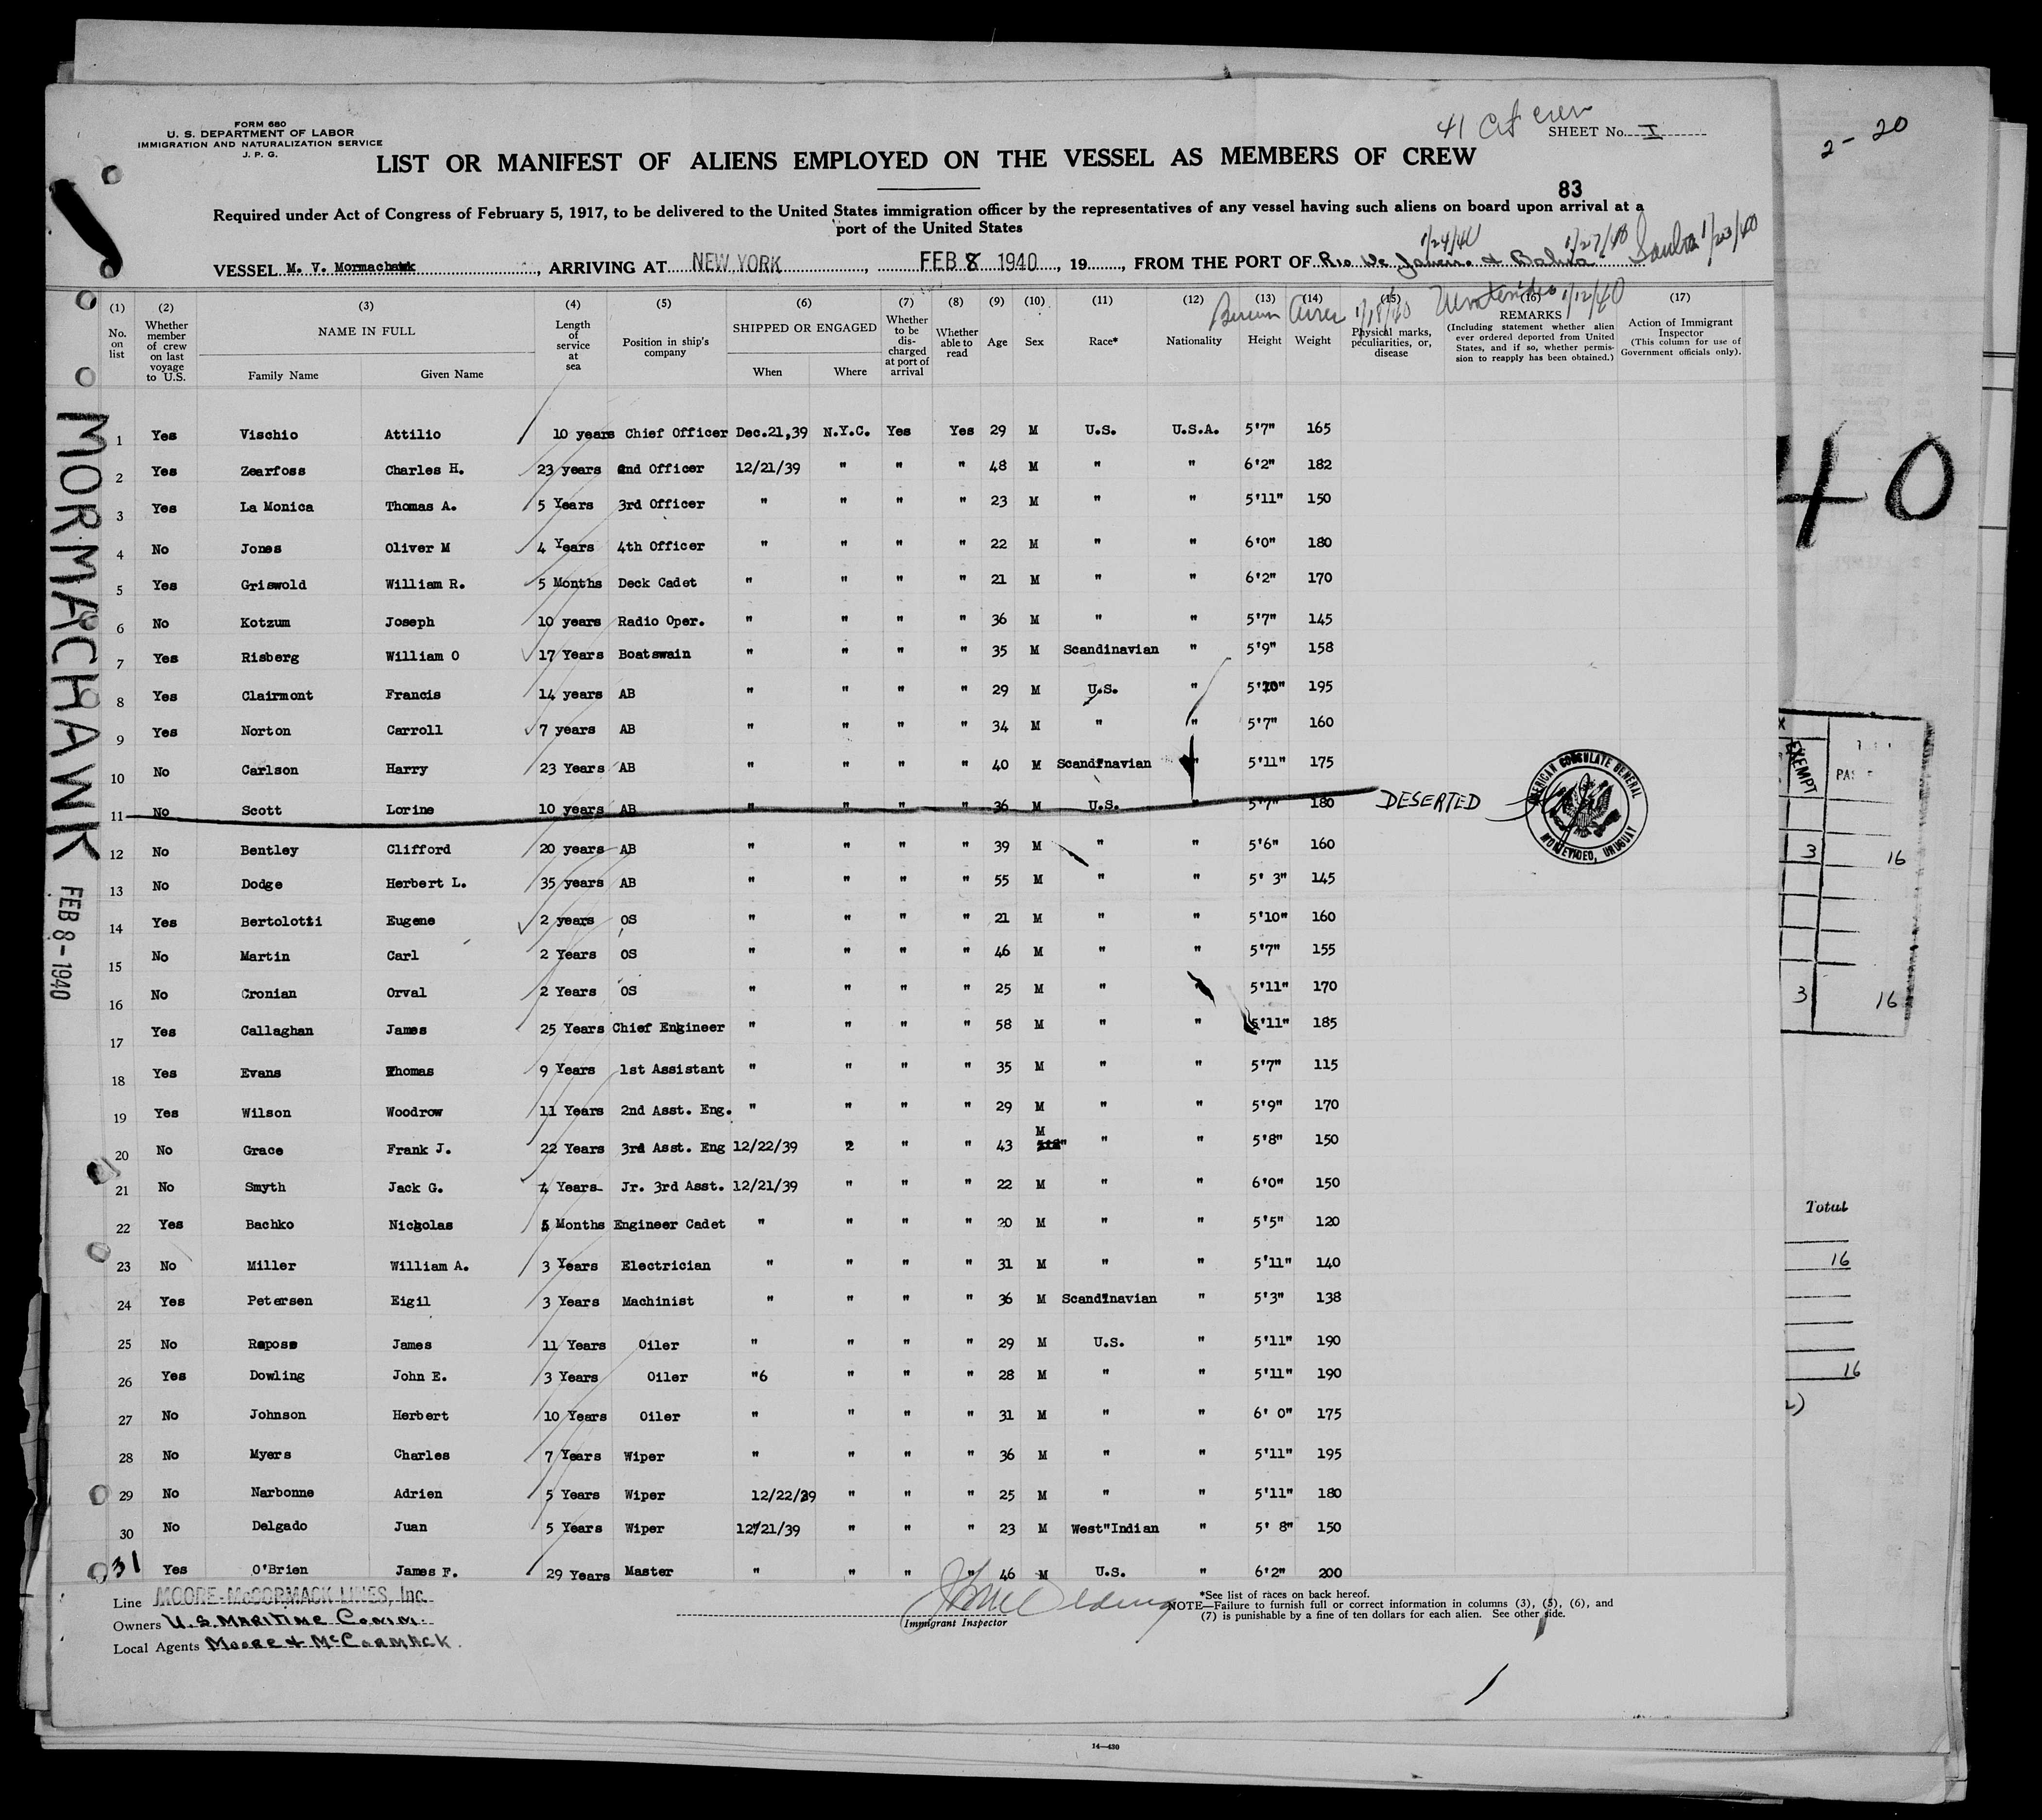 FORM 680
U. S. DEPARTMENT OF LABOR
IMMIGRATION AND NATURALIZATION SERVICE
J. P. G.
41 Cit crew
SHEET No. I
2 - 20
LIST OR MANIFEST OF ALIENS EMPLOYED ON THE VESSEL AS MEMBERS OF CREW
83
Required under Act of Congress of February 5, 1917, to be delivered to the United States immigration officer by the representatives of any vessel having such aliens on board upon arrival at a
port of the United States
1/24/40 1/27/40 Santos 1/23/40
VESSEL M. V. Mormachawk, ARRIVING AT NEW YORK, FEB 8 1940, 19, FROM THE PORT OF Rio De Janeiro & Bahia
Buenos Aires 1/18/40 Montevideo 1/12/40
(1) No. on list
(2) Whether member of crew on last voyage to U.S.
(3) NAME IN FULL
Family Name Given Name
(4) Length of service at sea
(5) Position in ship's company
(6) SHIPPED OR ENGAGED
When Where
(7) Whether to be discharged at port of arrival
(8) Whether able to read
(9) Age
(10) Sex
(11) Race*
(12) Nationality
(13) Height
(14) Weight
(15) Physical marks, peculiarities, or, disease
(16) REMARKS (Including statement whether alien ever ordered deported from United States, and if so, whether permission to reapply has been obtained.)
(17) Action of Immigrant Inspector (This column for use of Government officials only).
1 Yes Vischio Attilio 10 years Chief Officer Dec.21,39 N.Y.C. Yes Yes 29 M U.S. U.S.A. 5'7" 165
2 Yes Zearfoss Charles H. 23 years 2nd Officer 12/21/39 " " " 48 M " " 6'2" 182
3 Yes La Monica Thomas A. 5 Years 3rd Officer " " " " 23 M " " 5'11" 150
4 No Jones Oliver M 4 Years 4th Officer " " " " 22 M " " 6'0" 180
5 Yes Griswold William R. 5 Months Deck Cadet " " " " 21 M " " 6'2" 170
6 No Kotzum Joseph 10 years Radio Oper. " " " " 36 M " " 5'7" 145
7 Yes Risberg William O 17 Years Boatswain " " " " 35 M Scandinavian " 5'9" 158
8 Yes Clairmont Francis 14 years AB " " " " 29 M U.S. " 5'10" 195
9 Yes Norton Carroll 7 years AB " " " " 34 M " " 5'7" 160
10 No Carlson Harry 23 Years AB " " " " 40 M Scandinavian " 5'11" 175
11 No Scott Lorine 10 years AB " " " " 36 M U.S. " 5'7" 180 DESERTED
AMERICAN CONSULATE GENERAL
MONTEVIDEO, URUGUAY
12 No Bentley Clifford 20 years AB " " " " 39 M " " 5'6" 160
13 No Dodge Herbert L. 35 years AB " " " " 55 M " " 5' 3" 145
14 Yes Bertolotti Eugene 2 years OS " " " " 21 M " " 5'10" 160
15 No Martin Carl 2 Years OS " " " " 46 M " " 5'7" 155
16 No Cronian Orval 2 Years OS " " " " 25 M " " 5'11" 170
17 Yes Callaghan James 25 Years Chief Engineer " " " " 58 M " " 5'11" 185
18 Yes Evans Thomas 9 Years 1st Assistant " " " " 35 M " " 5'7" 115
19 Yes Wilson Woodrow 11 Years 2nd Asst. Eng. " " " " 29 M " " 5'9" 170
20 No Grace Frank J. 22 Years 3rd Asst. Eng 12/22/39 2 " " 43 M " " 5'8" 150
21 No Smyth Jack G. 4 Years Jr. 3rd Asst. 12/21/39 " " " 22 M " " 6'0" 150
22 Yes Bachko Nicholas 5 Months Engineer Cadet " " " " 20 M " " 5'5" 120
23 No Miller William A. 3 Years Electrician " " " " 31 M " " 5'11" 140
24 Yes Petersen Eigil 3 Years Machinist " " " " 36 M Scandinavian " 5'3" 138
25 No Rapose James 11 Years Oiler " " " " 29 M U.S. " 5'11" 190
26 Yes Dowling John E. 3 Years Oiler "6 " " " 28 M " " 5'11" 190
27 No Johnson Herbert 10 Years Oiler " " " " 31 M " " 6' 0" 175
28 No Myers Charles 7 Years Wiper " " " " 36 M " " 5'11" 195
29 No Narbonne Adrien 5 Years Wiper 12/22/39 " " " 25 M " " 5'11" 180
30 No Delgado Juan 5 Years Wiper 12/21/39 " " " 23 M West"Indian " 5' 8" 150
31 Yes O'Brien James F. 29 Years Master " " " " 46 M U.S. " 6'2" 200
Line MOORE-McCORMACK LINES, Inc.
Owners U.S. MARITIME COMM.
Local Agents MOORE & McCORMACK.
Immigrant Inspector
*See list of races on back hereof.
NOTE—Failure to furnish full or correct information in columns (3), (5), (6), and
(7) is punishable by a fine of ten dollars for each alien. See other side.
14—430
MORMACHAWK
FEB 8 - 1940
40
EXEMPT
3 16
3 16
Total
16
16